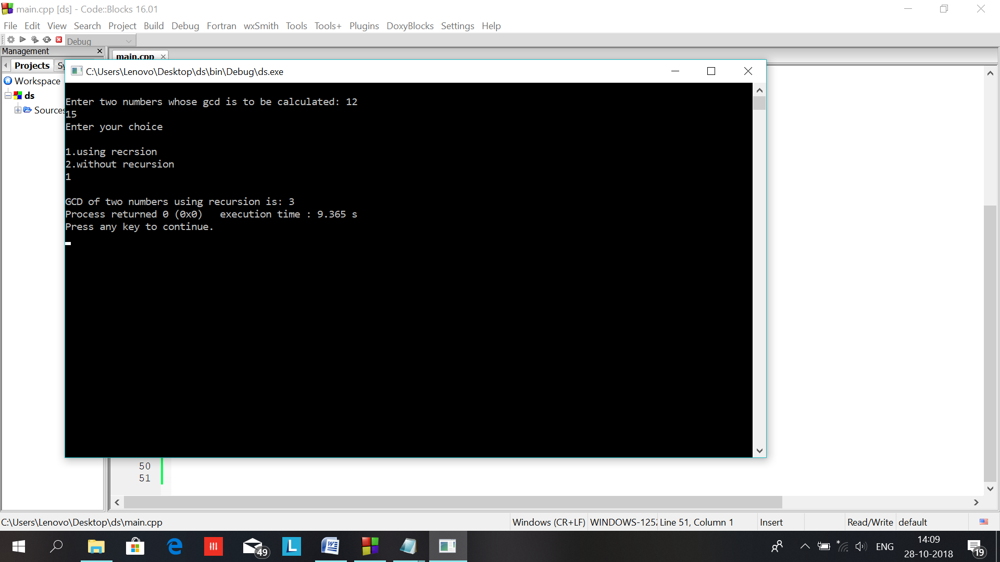 main.cpp [ds] - Code::Blocks 16.01
File Edit View Search Project Build Debug Fortran wxSmith Tools Tools+ Plugins DoxyBlocks Settings Help
Debug
Management
main.cpp
Projects Sy
C:\Users\Lenovo\Desktop\ds\bin\Debug\ds.exe
Workspace
ds
Sources
Enter two numbers whose gcd is to be calculated: 12
15
Enter your choice
1.using recrsion
2.without recursion
1
GCD of two numbers using recursion is: 3
Process returned 0 (0x0)   execution time : 9.365 s
Press any key to continue.
50
51
C:\Users\Lenovo\Desktop\ds\main.cpp Windows (CR+LF) WINDOWS-1252 Line 51, Column 1 Insert Read/Write default
49
L
W
ENG
14:09
28-10-2018
19